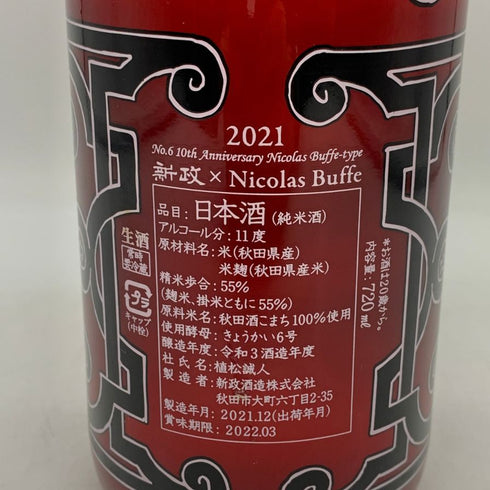 2021
No.6 10th Anniversary Nicolas Buffe-type
新政 × Nicolas Buffe
品目: 日本酒 (純米酒)
アルコール分: 11度
原材料名: 米(秋田県産)
米麹(秋田県産米)
精米歩合: 55%
(麹米、掛米ともに55%)
原料米名: 秋田酒こまち100%使用
使用酵母: きょうかい6号
醸造年度: 令和3酒造年度
杜氏名: 植松誠人
製造者: 新政酒造株式会社
秋田市大町六丁目2-35
製造年月: 2021.12(出荷年月)
賞味期限: 2022.03
生酒
常時
要冷蔵
プラ
キャップ
(中栓)
*お酒は20歳から。
内容量: 720ml